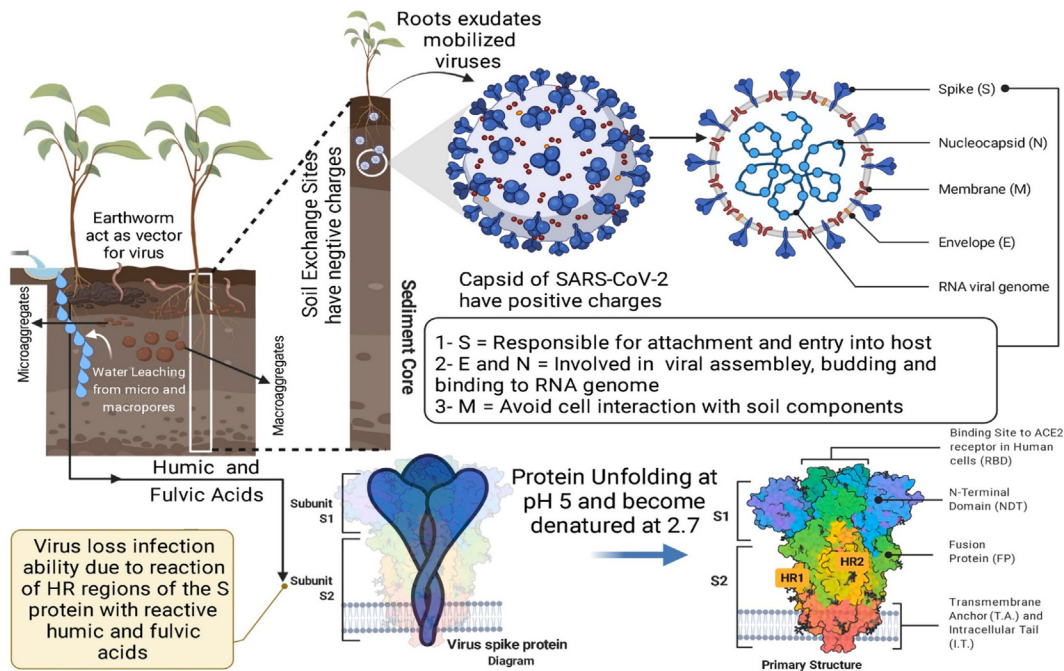 Roots exudates
mobilized
viruses
Earthworm
act as vector
for virus
Microaggregates
Water Leaching
from micro and
macropores
Macroaggregates
Soil Exchange Sites
have negtive charges
Sediment Core
Capsid of SARS-CoV-2
have positive charges
Spike (S)
Nucleocapsid (N)
Membrane (M)
Envelope (E)
RNA viral genome
1- S = Responsible for attachment and entry into host
2- E and N = Involved in viral assembley, budding and
binding to RNA genome
3- M = Avoid cell interaction with soil components
Humic and
Fulvic Acids
Virus loss infection
ability due to reaction
of HR regions of the S
protein with reactive
humic and fulvic
acids
Subunit
S1
Subunit
S2
Virus spike protein
Diagram
Protein Unfolding at
pH 5 and become
denatured at 2.7
S1
S2
HR1
HR2
Binding Site to ACE2
receptor in Human
cells (RBD)
N-Terminal
Domain (NDT)
Fusion
Protein (FP)
Transmembrane
Anchor (T.A.) and
Intracellular Tail
(I.T.)
Primary Structure